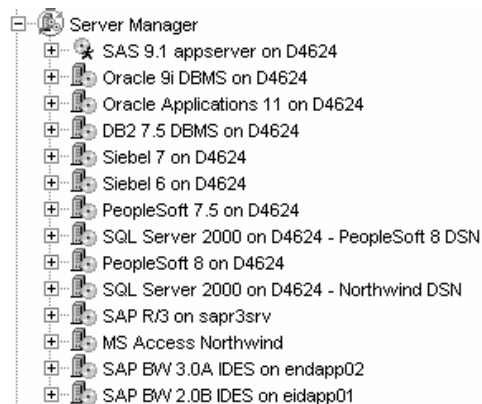 Server Manager
SAS 9.1 appserver on D4624
Oracle 9i DBMS on D4624
Oracle Applications 11 on D4624
DB2 7.5 DBMS on D4624
Siebel 7 on D4624
Siebel 6 on D4624
PeopleSoft 7.5 on D4624
SQL Server 2000 on D4624 - PeopleSoft 8 DSN
PeopleSoft 8 on D4624
SQL Server 2000 on D4624 - Northwind DSN
SAP R/3 on sapr3srv
MS Access Northwind
SAP BW 3.0A IDES on endapp02
SAP BW 2.0B IDES on eidapp01